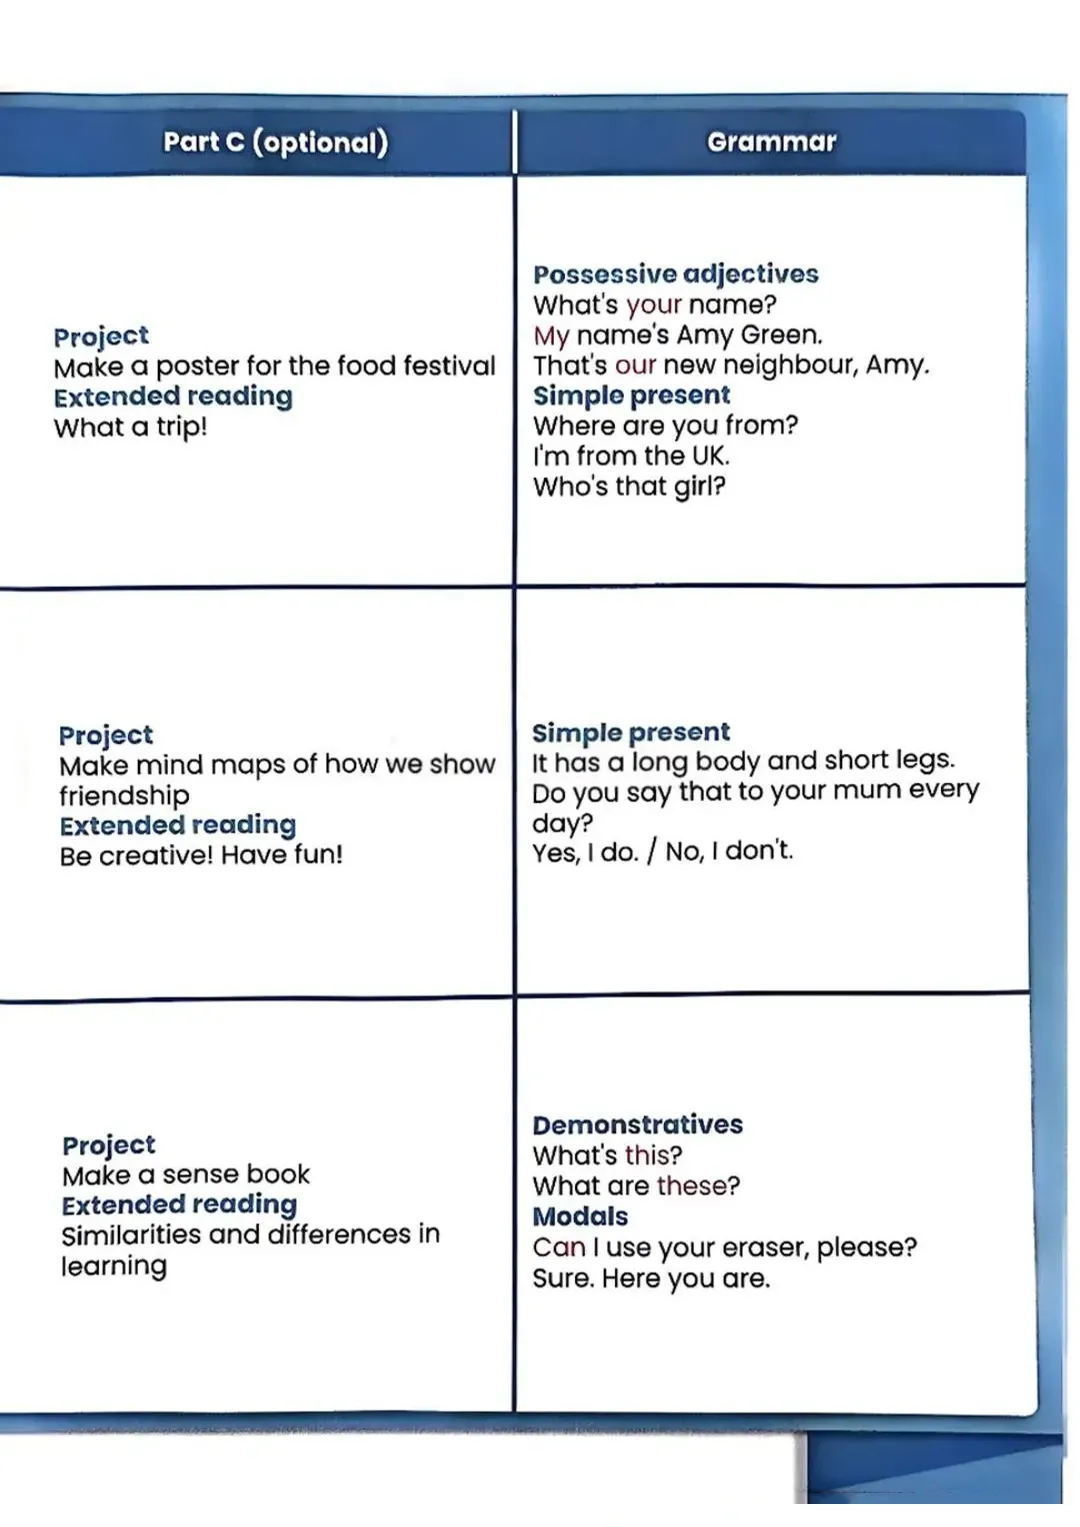 Part C (optional)
Grammar
Project
Make a poster for the food festival
Extended reading
What a trip!
Possessive adjectives
What's your name?
My name's Amy Green.
That's our new neighbour, Amy.
Simple present
Where are you from?
I'm from the UK.
Who's that girl?
Project
Make mind maps of how we show
friendship
Extended reading
Be creative! Have fun!
Simple present
It has a long body and short legs.
Do you say that to your mum every
day?
Yes, I do. / No, I don't.
Project
Make a sense book
Extended reading
Similarities and differences in
learning
Demonstratives
What's this?
What are these?
Modals
Can I use your eraser, please?
Sure. Here you are.